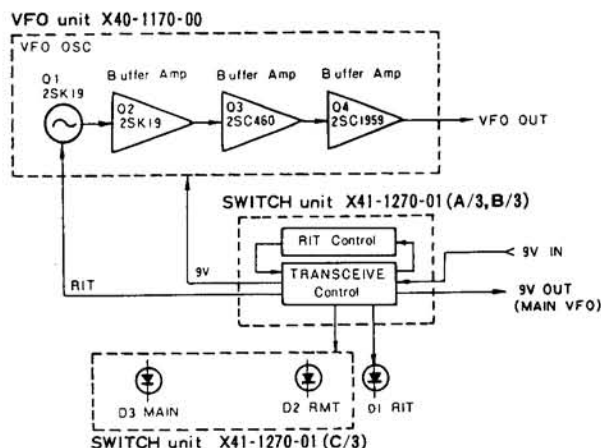 VFO unit X40-1170-00
VFO OSC
Q1
2SK19
Buffer Amp
Q2
2SK19
Buffer Amp
Q3
2SC460
Buffer Amp
Q4
2SC1959
VFO OUT
SWITCH unit X41-1270-01 (A/3, B/3)
RIT Control
TRANSCEIVE
Control
9V IN
9V OUT
(MAIN VFO)
9V
RIT
D3 MAIN
D2 RMT
D1 RIT
SWITCH unit X41-1270-01 (C/3)